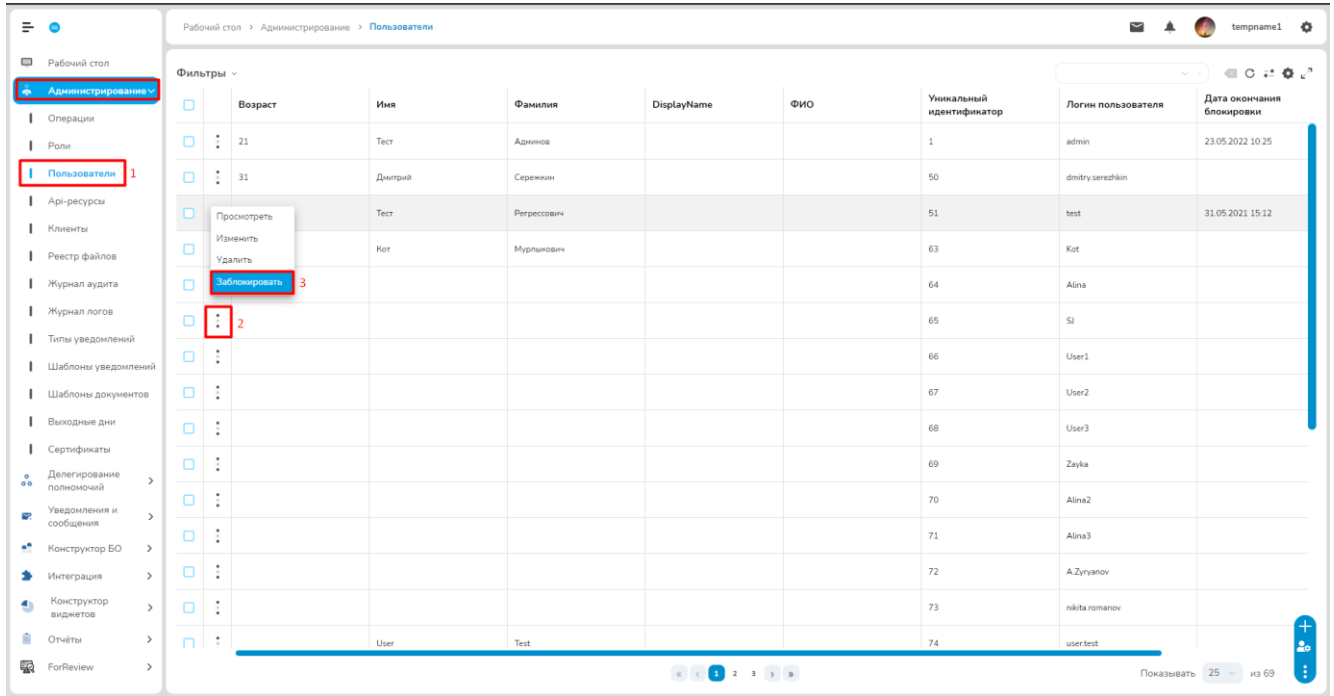 Рабочий стол > Администрирование > Пользователи
tempname1
Рабочий стол
Администрирование
Операции
Роли
Пользователи
1
Api-ресурсы
Клиенты
Реестр файлов
Журнал аудита
Журнал логов
Типы уведомлений
Шаблоны уведомлений
Шаблоны документов
Выходные дни
Сертификаты
Делегирование
полномочий
Уведомления и
сообщения
Конструктор БО
Интеграция
Конструктор
виджетов
Отчёты
ForReview
Фильтры
Возраст Имя Фамилия DisplayName ФИО Уникальный идентификатор Логин пользователя Дата окончания блокировки
21 Тест Админов 1 admin 23.05.2022 10:25
31 Дмитрий Сережкин 50 dmitry.serezhkin
Тест Регрессович 51 test 31.05.2021 15:12
Кот Мурлыкович 63 Kot
64 Alina
65 SJ
66 User1
67 User2
68 User3
69 Zayka
70 Alina2
71 Alina3
72 A.Zyryanov
73 nikita.romanov
User Test 74 user.test
Просмотреть
Изменить
Удалить
Заблокировать
3
2
« ‹ 1 2 3 › »
Показывать 25 из 69